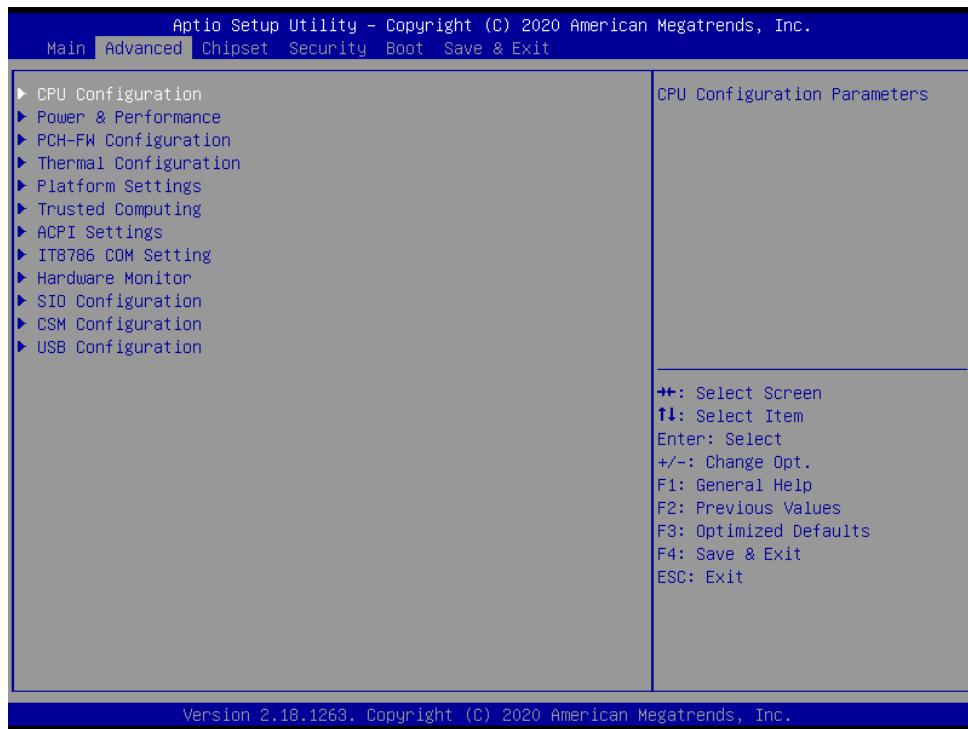 Aptio Setup Utility – Copyright (C) 2020 American Megatrends, Inc.
Main Advanced Chipset Security Boot Save & Exit
▶ CPU Configuration
▶ Power & Performance
▶ PCH-FW Configuration
▶ Thermal Configuration
▶ Platform Settings
▶ Trusted Computing
▶ ACPI Settings
▶ IT8786 COM Setting
▶ Hardware Monitor
▶ SIO Configuration
▶ CSM Configuration
▶ USB Configuration
CPU Configuration Parameters
→←: Select Screen
↑↓: Select Item
Enter: Select
+/-: Change Opt.
F1: General Help
F2: Previous Values
F3: Optimized Defaults
F4: Save & Exit
ESC: Exit
Version 2.18.1263. Copyright (C) 2020 American Megatrends, Inc.